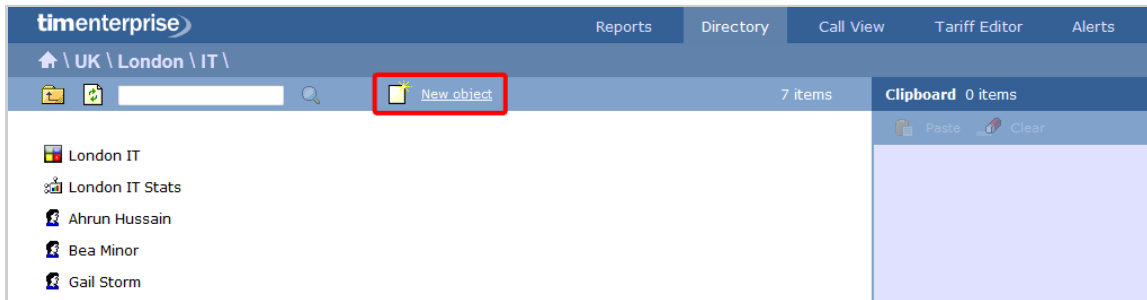 timenterprise Reports Directory Call View Tariff Editor Alerts
\ UK \ London \ IT \
New object 7 items Clipboard 0 items
Paste Clear
London IT
London IT Stats
Ahrun Hussain
Bea Minor
Gail Storm